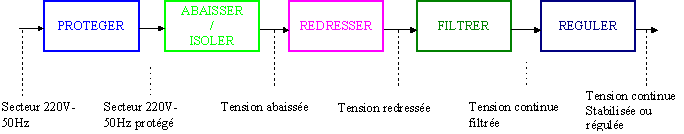 PROTEGER
ABAISSER
/
ISOLER
REDRESSER
FILTRER
REGULER
Secteur 220V-
50Hz
Secteur 220V-
50Hz protégé
Tension abaissée
Tension redressée
Tension continue
filtrée
Tension continue
Stabilisée ou
régulée